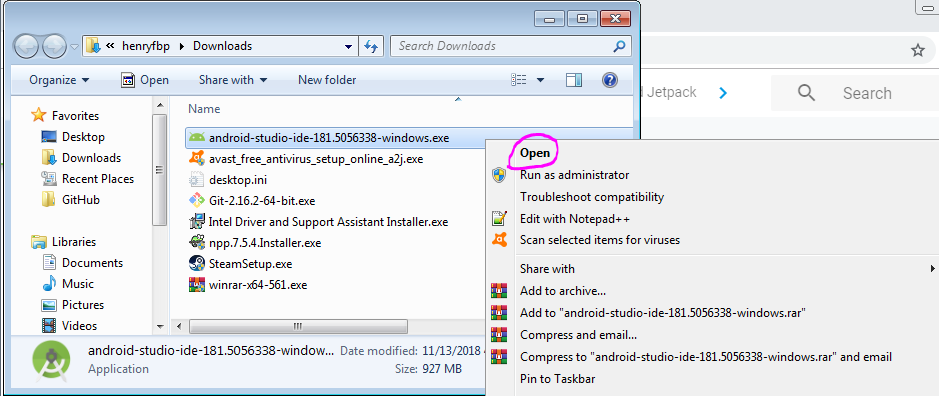 « henryfbp ▸ Downloads
Search Downloads
Organize Open Share with New folder
Jetpack
Search
Favorites
Desktop
Downloads
Recent Places
GitHub
Libraries
Documents
Music
Pictures
Videos
Name
android-studio-ide-181.5056338-windows.exe
avast_free_antivirus_setup_online_a2j.exe
desktop.ini
Git-2.16.2-64-bit.exe
Intel Driver and Support Assistant Installer.exe
npp.7.5.4.Installer.exe
SteamSetup.exe
winrar-x64-561.exe
Open
Run as administrator
Troubleshoot compatibility
Edit with Notepad++
Scan selected items for viruses
Share with
Add to archive...
Add to "android-studio-ide-181.5056338-windows.rar"
Compress and email...
Compress to "android-studio-ide-181.5056338-windows.rar" and email
Pin to Taskbar
android-studio-ide-181.5056338-window... Date modified: 11/13/2018
Application Size: 927 MB